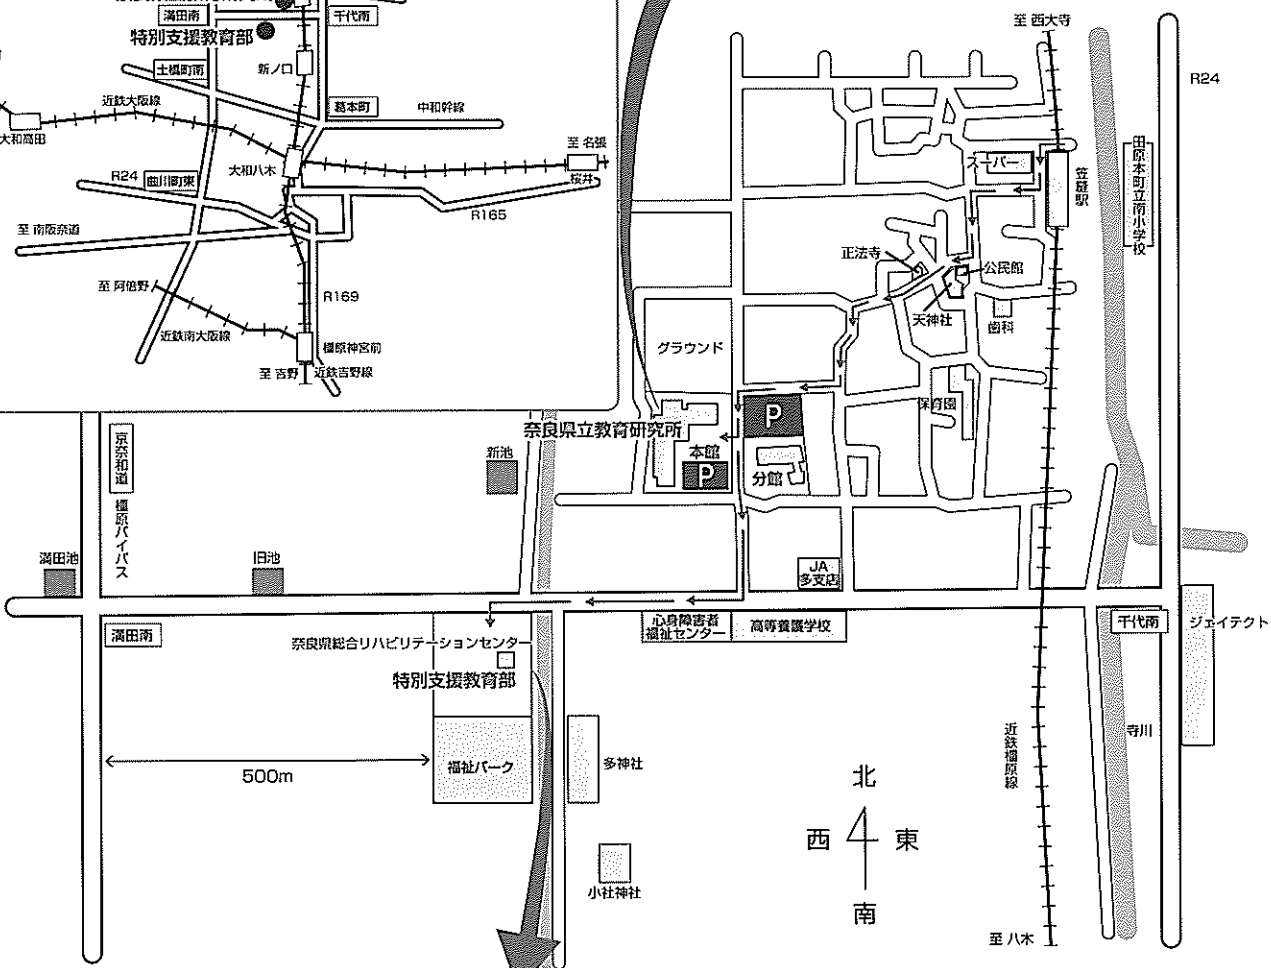 満田南
千代南
特別支援教育部
新ノ口
土橋町南
近鉄大阪線
葛本町
中和幹線
大和高田
至 名張
大和八木
桜井
R24
曲川町東
R165
至 南阪奈道
至 阿倍野
R169
近鉄南大阪線
橿原神宮前
至 吉野
近鉄吉野線
至 西大寺
R24
田原本町立南小学校
スーパー
笠縫駅
正法寺
公民館
天神社
歯科
グラウンド
保育園
奈良県立教育研究所
P
本館
P
分館
京奈和道 橿原バイパス
新池
満田池
旧池
JA
多支店
満田南
心身障害者
福祉センター
高等養護学校
千代南
ジェイテクト
奈良県総合リハビリテーションセンター
特別支援教育部
福祉パーク
500m
多神社
小社神社
近鉄橿原線
寺川
北
西
東
南
至 八木